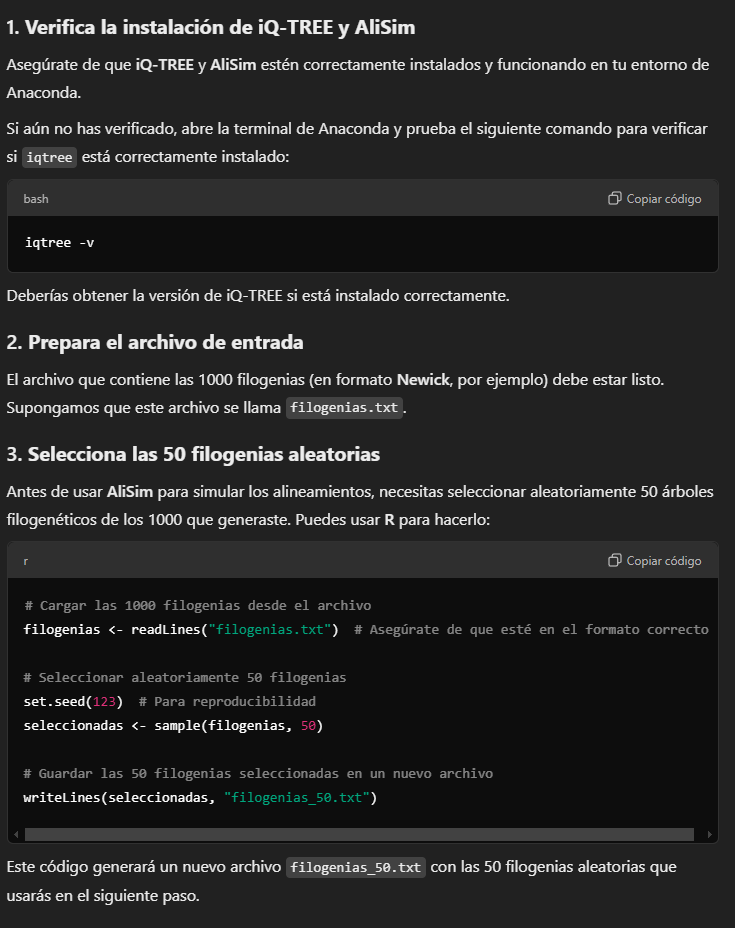 1. Verifica la instalación de iQ-TREE y AliSim
Asegúrate de que iQ-TREE y AliSim estén correctamente instalados y funcionando en tu entorno de
Anaconda.
Si aún no has verificado, abre la terminal de Anaconda y prueba el siguiente comando para verificar
si iqtree está correctamente instalado:
bash
Copiar código
iqtree -v
Deberías obtener la versión de iQ-TREE si está instalado correctamente.
2. Prepara el archivo de entrada
El archivo que contiene las 1000 filogenias (en formato Newick, por ejemplo) debe estar listo.
Supongamos que este archivo se llama filogenias.txt.
3. Selecciona las 50 filogenias aleatorias
Antes de usar AliSim para simular los alineamientos, necesitas seleccionar aleatoriamente 50 árboles
filogenéticos de los 1000 que generaste. Puedes usar R para hacerlo:
r
Copiar código
# Cargar las 1000 filogenias desde el archivo
filogenias <- readLines("filogenias.txt")  # Asegúrate de que esté en el formato correcto
# Seleccionar aleatoriamente 50 filogenias
set.seed(123)  # Para reproducibilidad
seleccionadas <- sample(filogenias, 50)
# Guardar las 50 filogenias seleccionadas en un nuevo archivo
writeLines(seleccionadas, "filogenias_50.txt")
Este código generará un nuevo archivo filogenias_50.txt con las 50 filogenias aleatorias que
usarás en el siguiente paso.